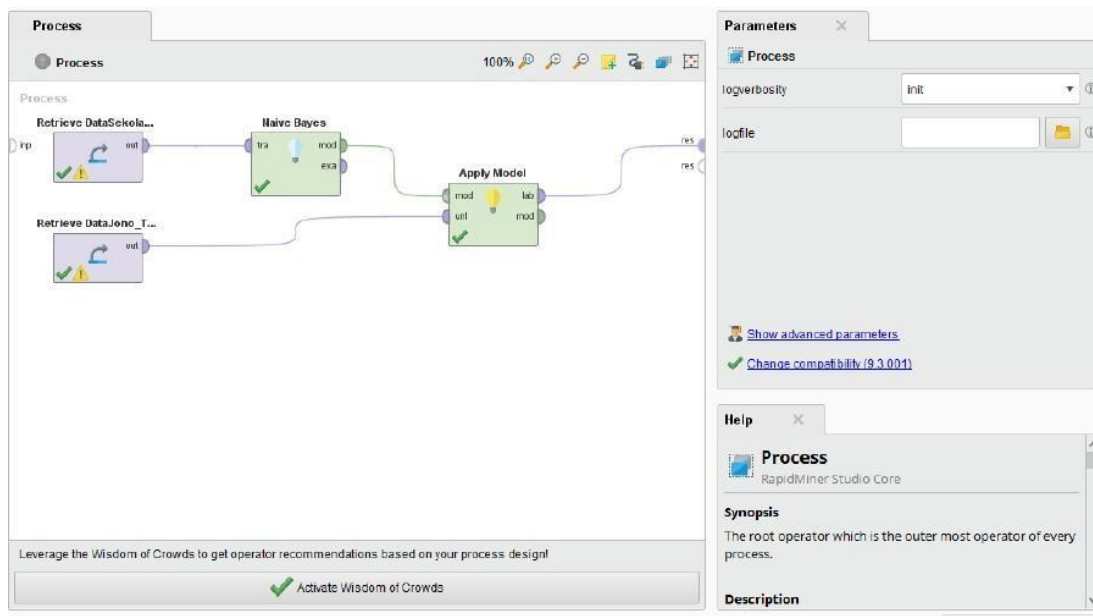 Process
Process
100%
Process
Retrieve DataSekola...
inp
out
Naive Bayes
tra
mod
exa
Apply Model
mod
unl
lab
mod
res
res
Retrieve DataJono_T...
out
Leverage the Wisdom of Crowds to get operator recommendations based on your process design!
Activate Wisdom of Crowds
Parameters
Process
logverbosity
init
logfile
Show advanced parameters
Change compatibility (9.3.001)
Help
Process
RapidMiner Studio Core
Synopsis
The root operator which is the outer most operator of every
process.
Description